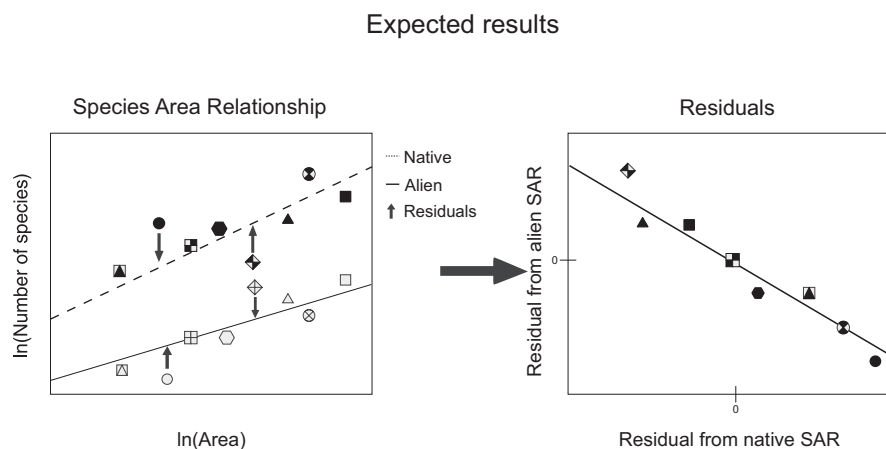 Expected results
Species Area Relationship
Residuals
ln(Number of species)
Native
Alien
Residuals
ln(Area)
Residual from alien SAR
0
0
Residual from native SAR